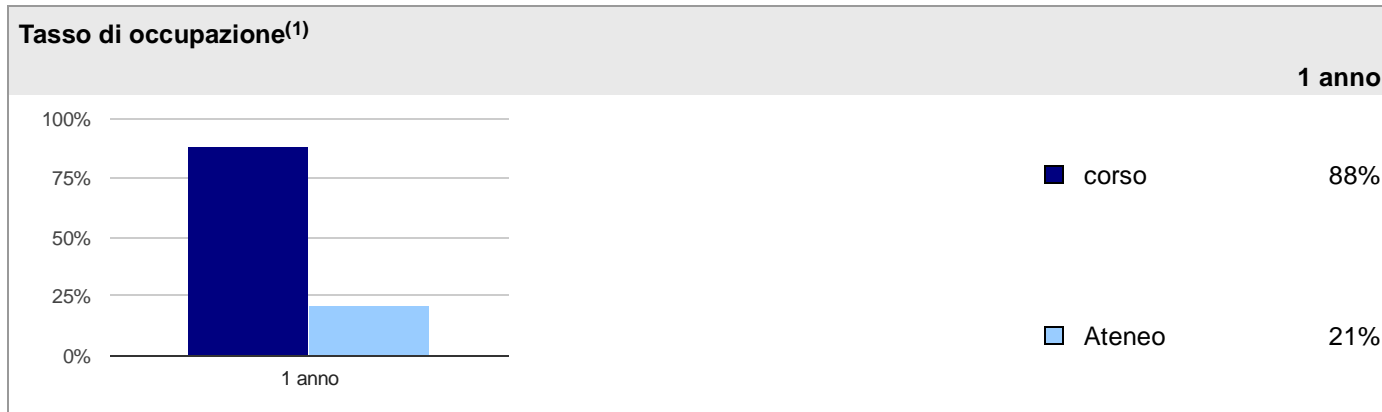 Tasso di occupazione(1)
1 anno
100%
75%
50%
25%
0%
1 anno
corso 88%
Ateneo 21%